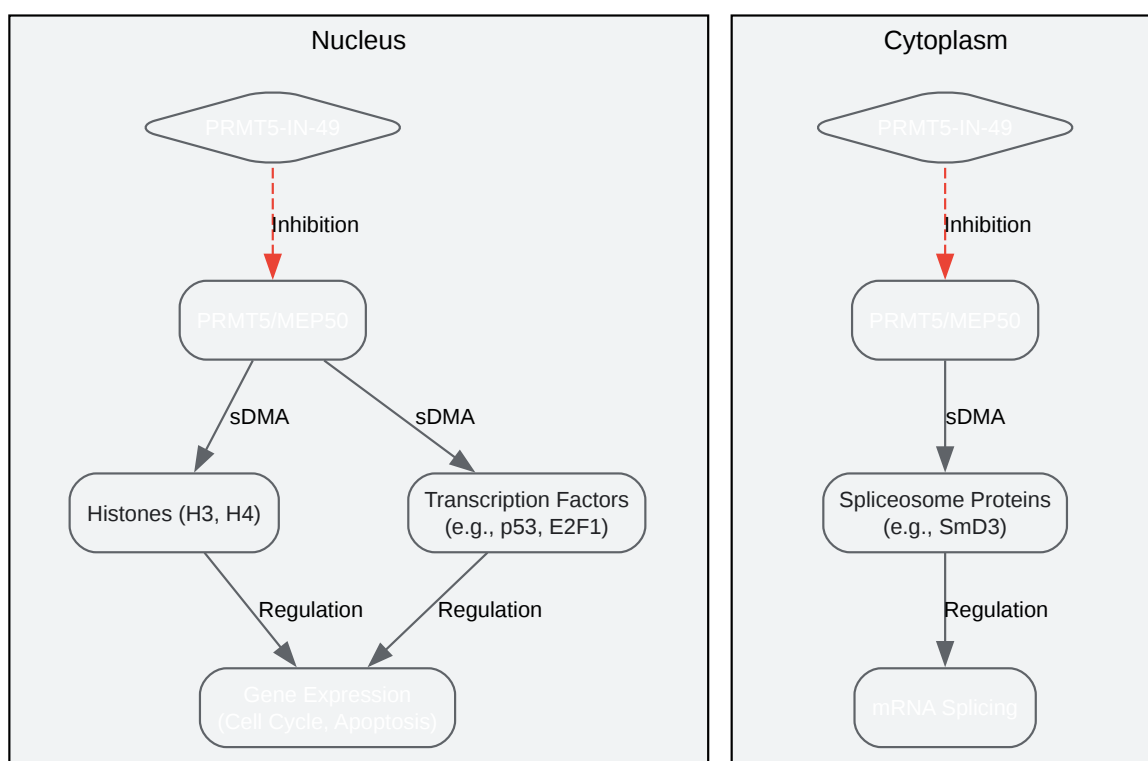 Nucleus
PRMT5-IN-49
Inhibition
PRMT5/MEP50
sDMA
sDMA
Histones (H3, H4)
Transcription Factors
(e.g., p53, E2F1)
Regulation
Regulation
Gene Expression
(Cell Cycle, Apoptosis)
Cytoplasm
PRMT5-IN-49
Inhibition
PRMT5/MEP50
sDMA
Spliceosome Proteins
(e.g., SmD3)
Regulation
mRNA Splicing